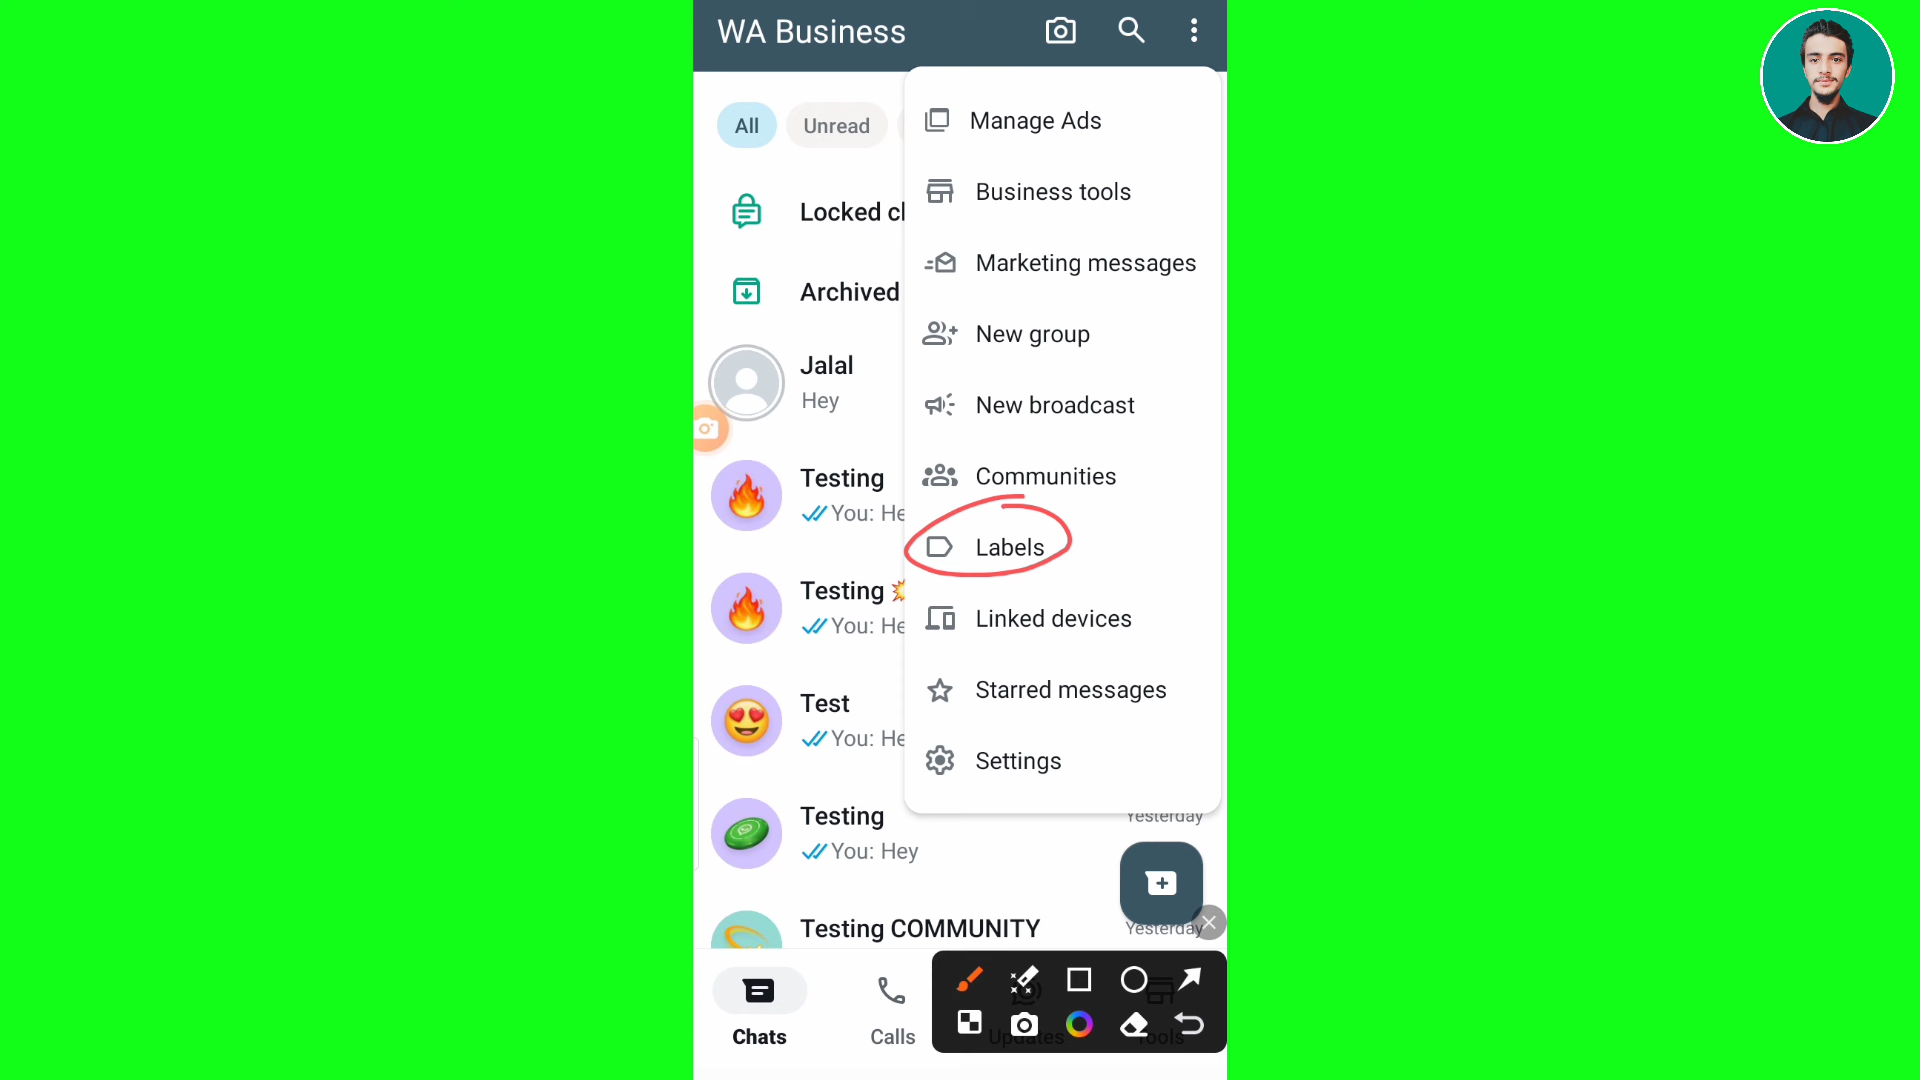 WA Business
All
Unread
Manage Ads
Business tools
Locked cl
Marketing messages
Archived
New group
Jalal
Hey
New broadcast
Testing
You: He
Communities
Labels
Testing
You: He
Linked devices
Test
You: He
Starred messages
Settings
Testing
You: Hey
Yesterday
Testing COMMUNITY
Yesterday
Chats
Calls
Updates
Tools